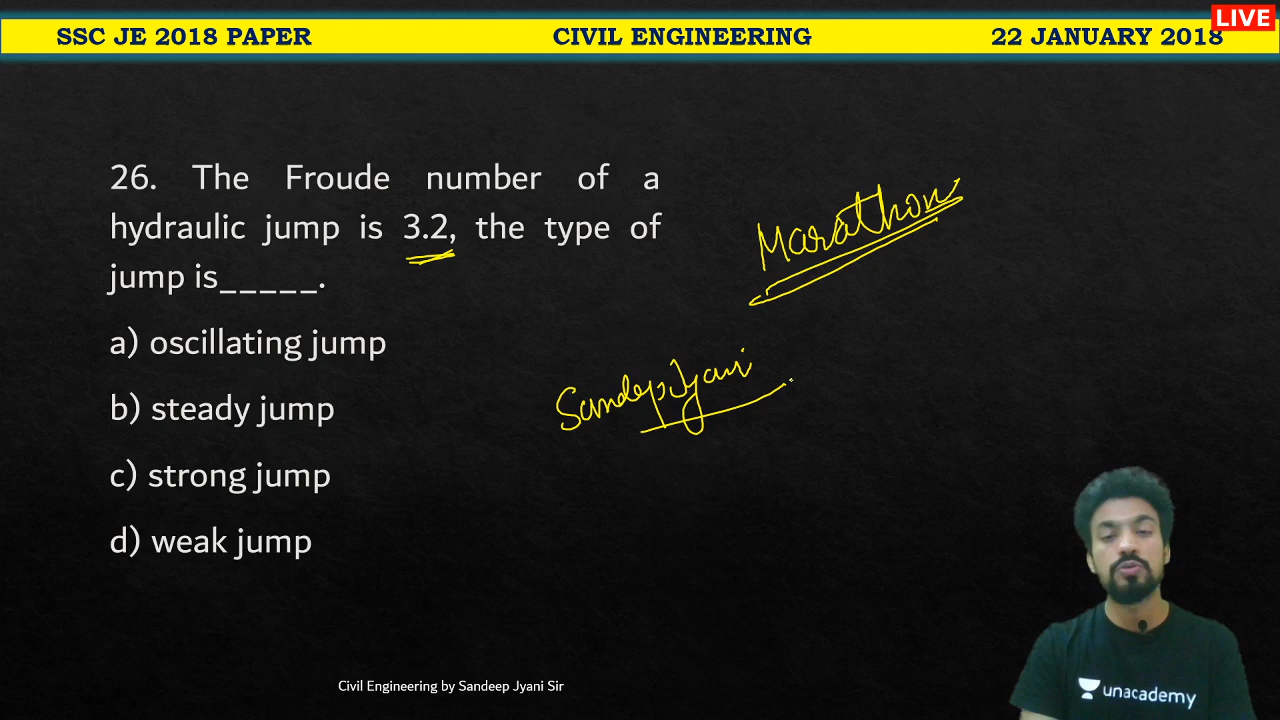 LIVE
SSC JE 2018 PAPER CIVIL ENGINEERING 22 JANUARY 2018
26. The Froude number of a
hydraulic jump is 3.2, the type of
jump is_____.
a) oscillating jump
b) steady jump
c) strong jump
d) weak jump
Marathon
Sandeep Jyani
Civil Engineering by Sandeep Jyani Sir
unacademy